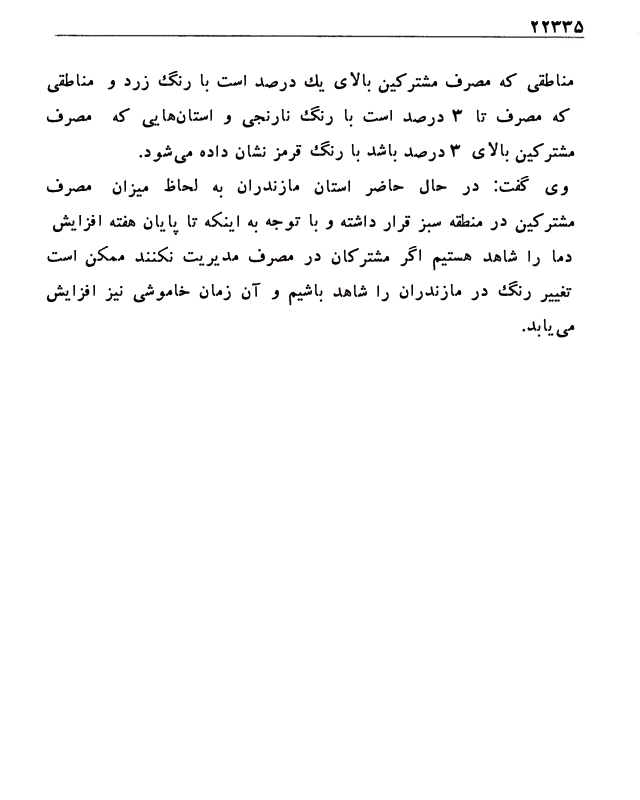 ۲۲۳۳۵
مناطقی که مصرف مشترکین بالای یك درصد است با رنگ زرد و مناطقی
که مصرف تا ۳ درصد است با رنگ نارنجی و استان‌هایی که مصرف
مشترکین بالای ۳ درصد باشد با رنگ قرمز نشان داده می‌شود.
وی گفت: در حال حاضر استان مازندران به لحاظ میزان مصرف
مشترکین در منطقه سبز قرار داشته و با توجه به اینکه تا پایان هفته افزایش
دما را شاهد هستیم اگر مشترکان در مصرف مدیریت نکنند ممکن است
تغییر رنگ در مازندران را شاهد باشیم و آن زمان خاموشی نیز افزایش
می‌یابد.